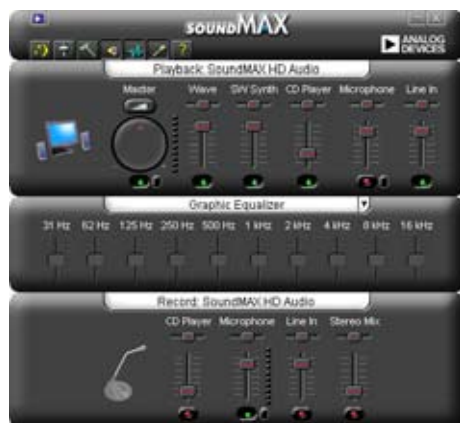 SOUNDMAX
ANALOG
DEVICES
Playback: SoundMAX HD Audio
Master Wave SW Synth CD Player Microphone Line In
Graphic Equalizer
31 Hz 62 Hz 125 Hz 250 Hz 500 Hz 1 kHz 2 kHz 4 kHz 8 kHz 16 kHz
Record: SoundMAX HD Audio
CD Player Microphone Line In Stereo Mix